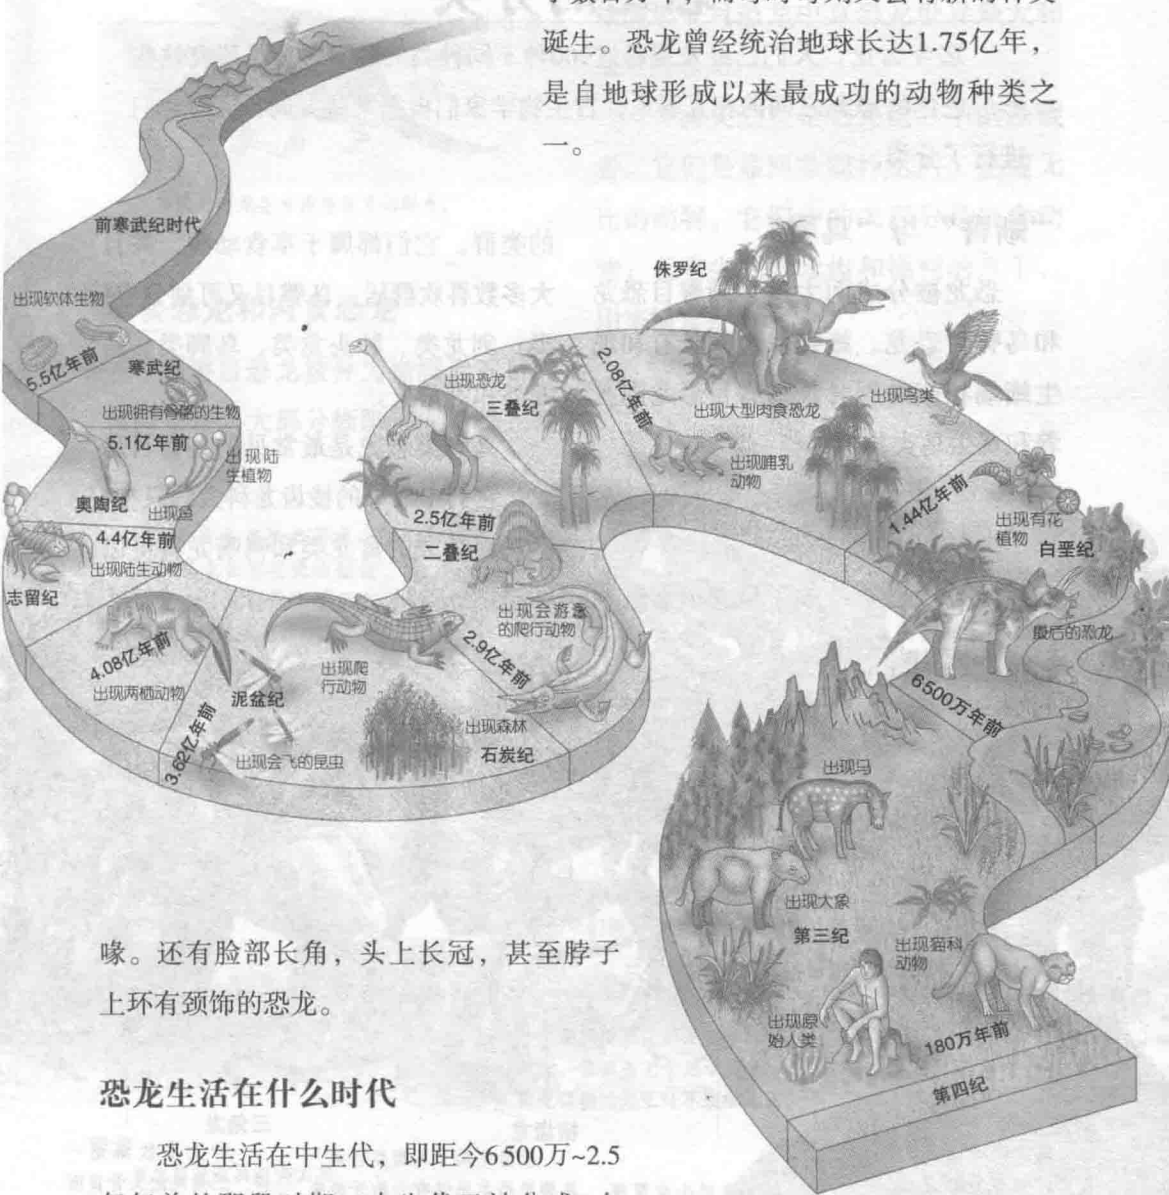 诞生。恐龙曾经统治地球长达1.75亿年，
是自地球形成以来最成功的动物种类之
一。
前寒武纪时代
出现软体生物
5.5亿年前
寒武纪
出现拥有骨骼的生物
5.1亿年前
出现陆
生植物
奥陶纪
出现鱼
4.4亿年前
出现陆生动物
志留纪
4.08亿年前
出现两栖动物
泥盆纪
3.62亿年前
出现会飞的昆虫
出现爬
行动物
出现森林
石炭纪
2.9亿年前
出现会游泳
的爬行动物
二叠纪
2.5亿年前
出现恐龙
三叠纪
2.08亿年前
侏罗纪
出现大型肉食恐龙
出现哺乳
动物
出现鸟类
1.44亿年前
出现有花
植物
白垩纪
最后的恐龙
6500万年前
出现马
出现大象
第三纪
出现猫科
动物
出现原
始人类
180万年前
第四纪
喙。还有脸部长角，头上长冠，甚至脖子
上环有颈饰的恐龙。
恐龙生活在什么时代
恐龙生活在中生代，即距今6500万~2.5